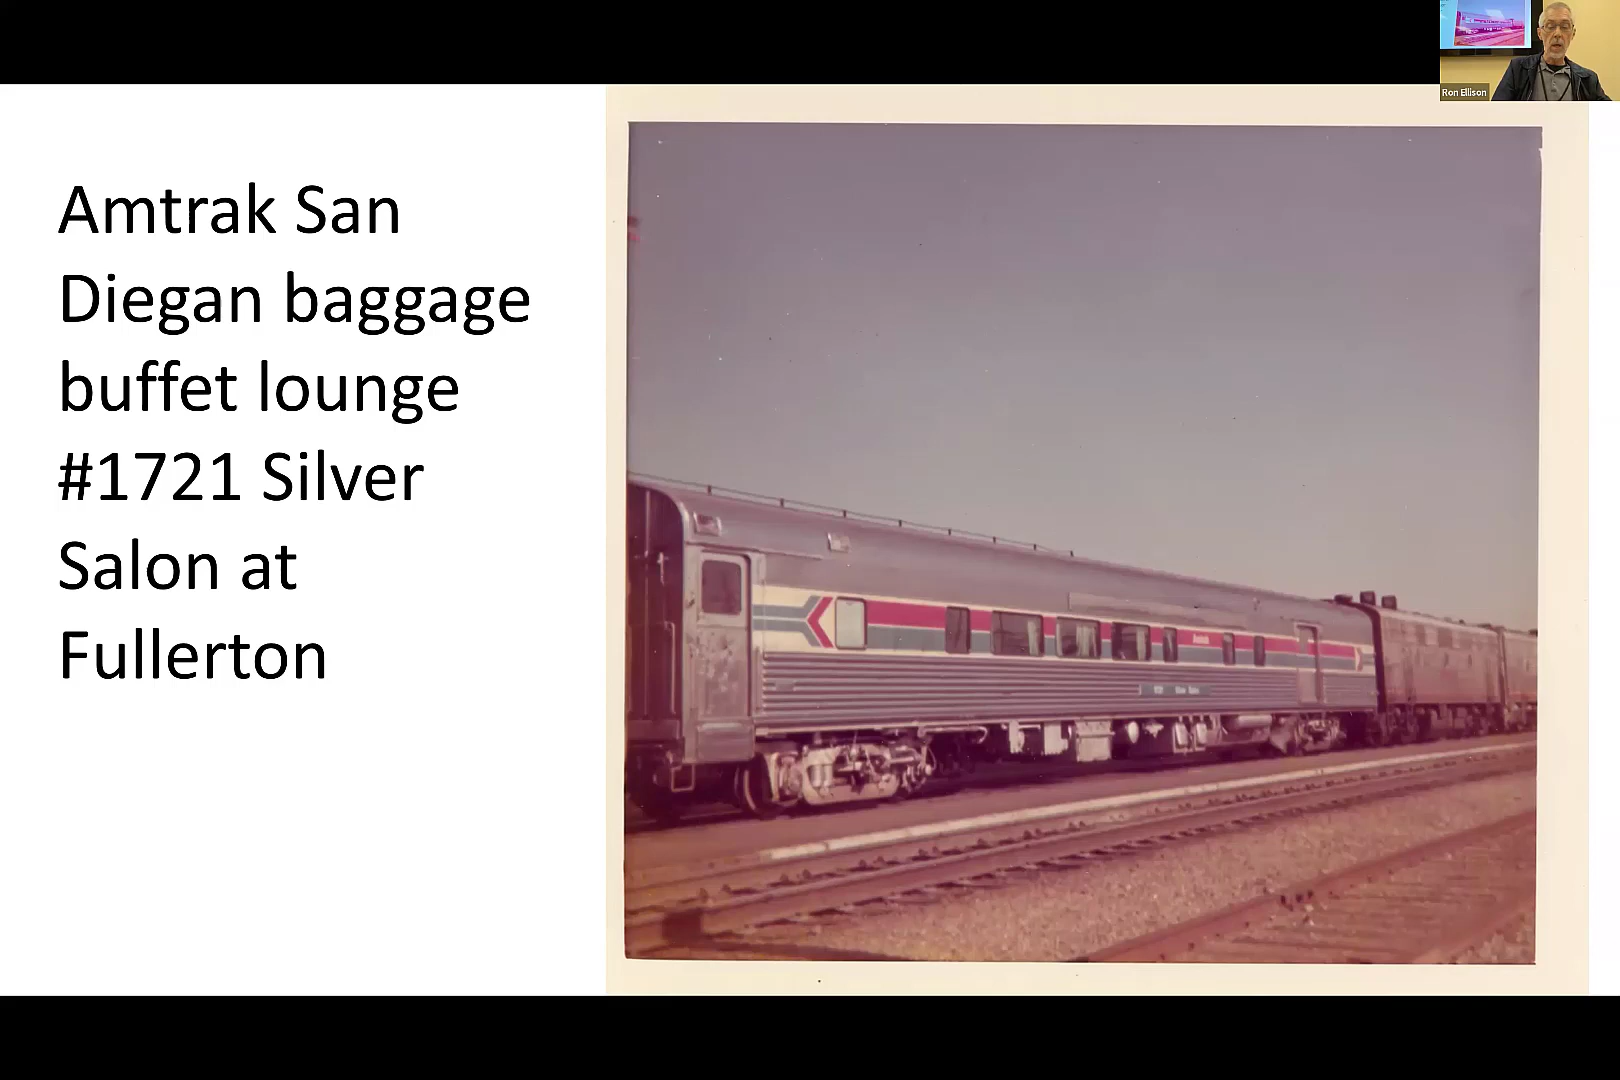 Amtrak San
Diegan baggage
buffet lounge
#1721 Silver
Salon at
Fullerton
Ron Ellison